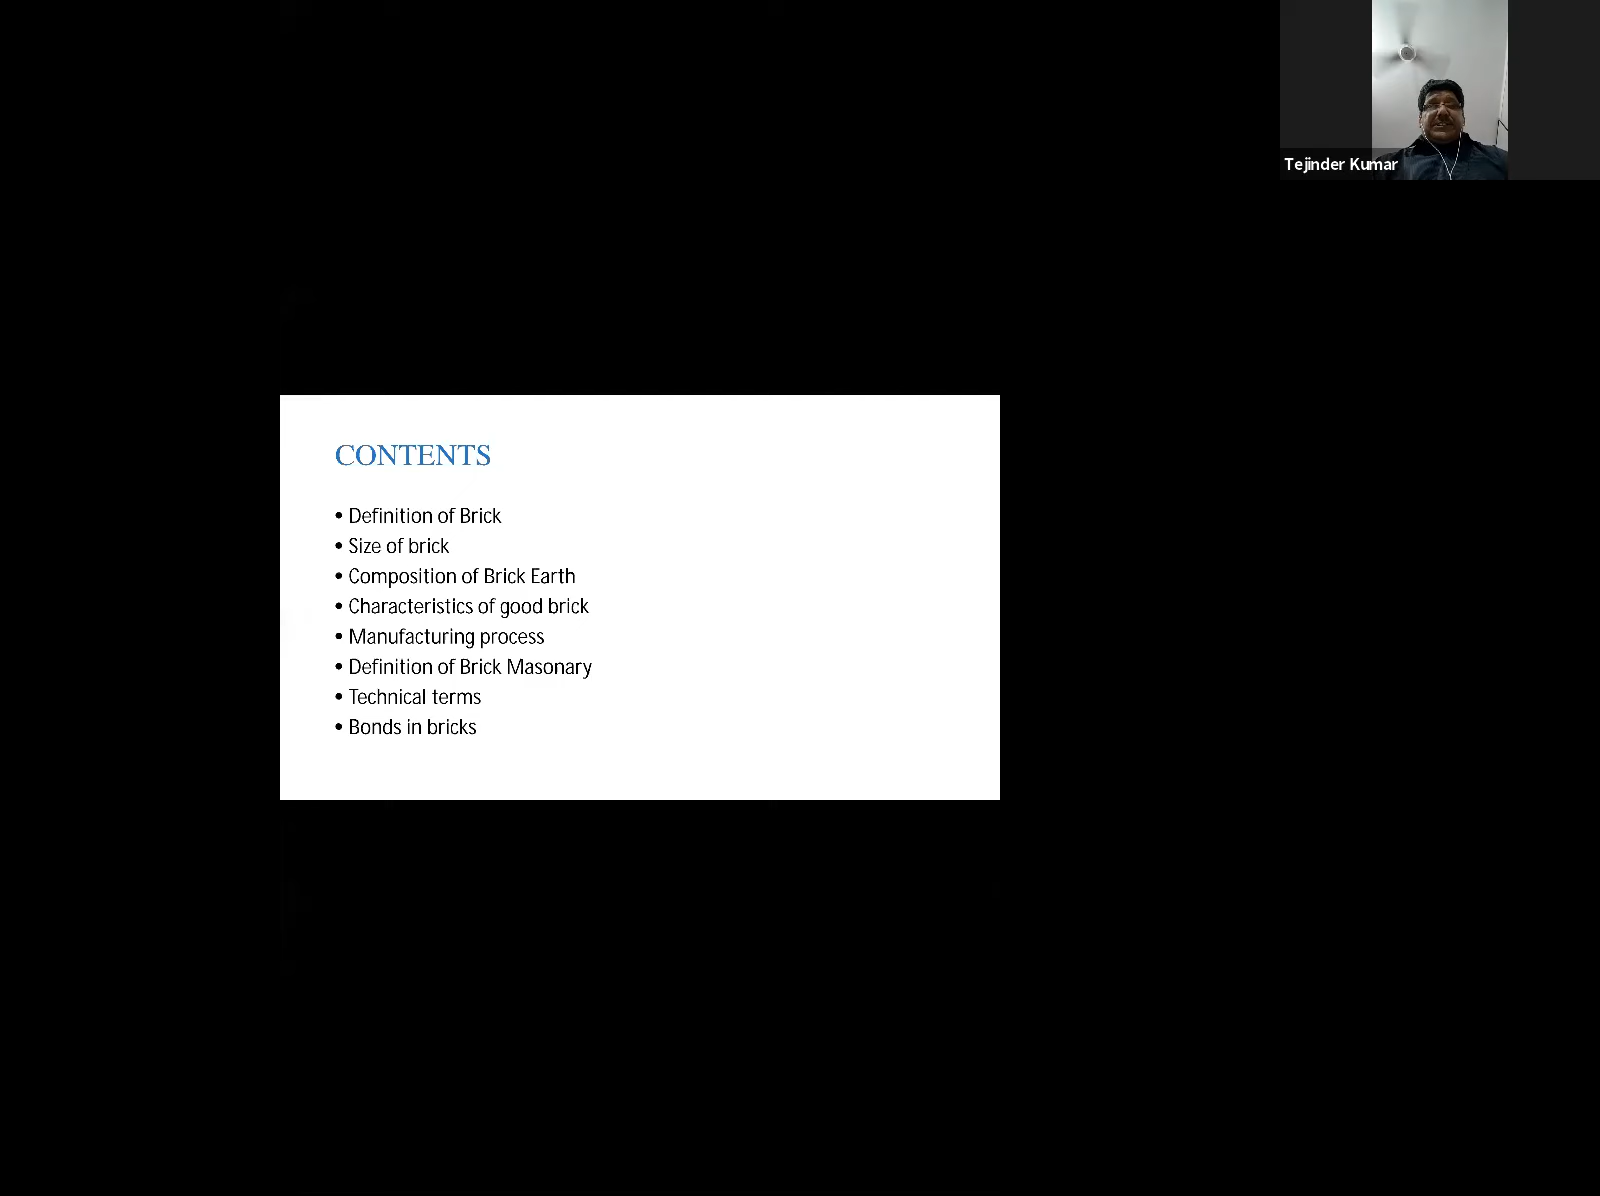 Tejinder Kumar
CONTENTS
• Definition of Brick
• Size of brick
• Composition of Brick Earth
• Characteristics of good brick
• Manufacturing process
• Definition of Brick Masonary
• Technical terms
• Bonds in bricks